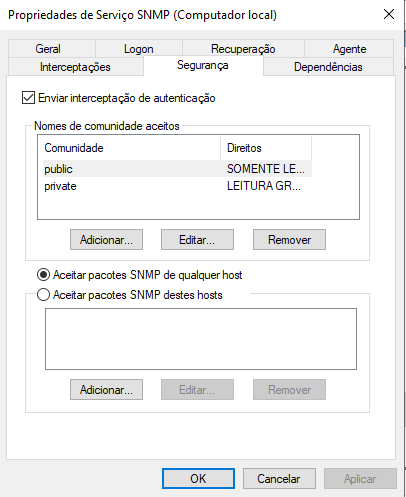 Propriedades de Serviço SNMP (Computador local)
Geral Logon Recuperação Agente
Interceptações Segurança Dependências
Enviar interceptação de autenticação
Nomes de comunidade aceitos
Comunidade Direitos
public SOMENTE LE...
private LEITURA GR...
Adicionar... Editar... Remover
Aceitar pacotes SNMP de qualquer host
Aceitar pacotes SNMP destes hosts
Adicionar... Editar... Remover
OK Cancelar Aplicar